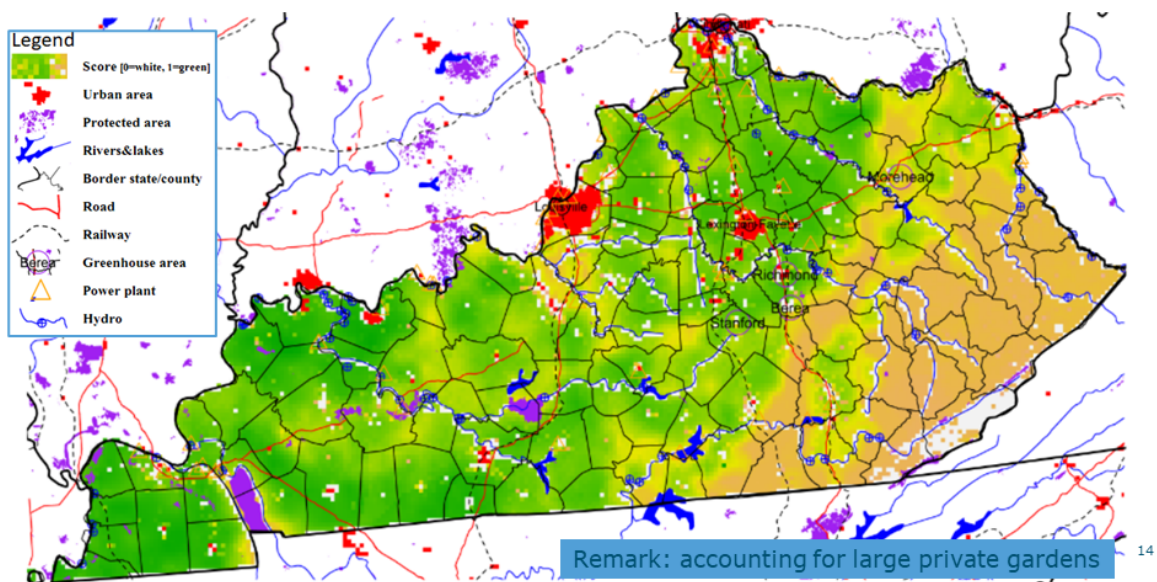 Legend
Score [0=white, 1=green]
Urban area
Protected area
Rivers&lakes
Border state/county
Road
Railway
Berea
Greenhouse area
Power plant
Hydro
Morehead
Louisville
Lexington-Fayette
Richmond
Berea
Stanford
Remark: accounting for large private gardens
14